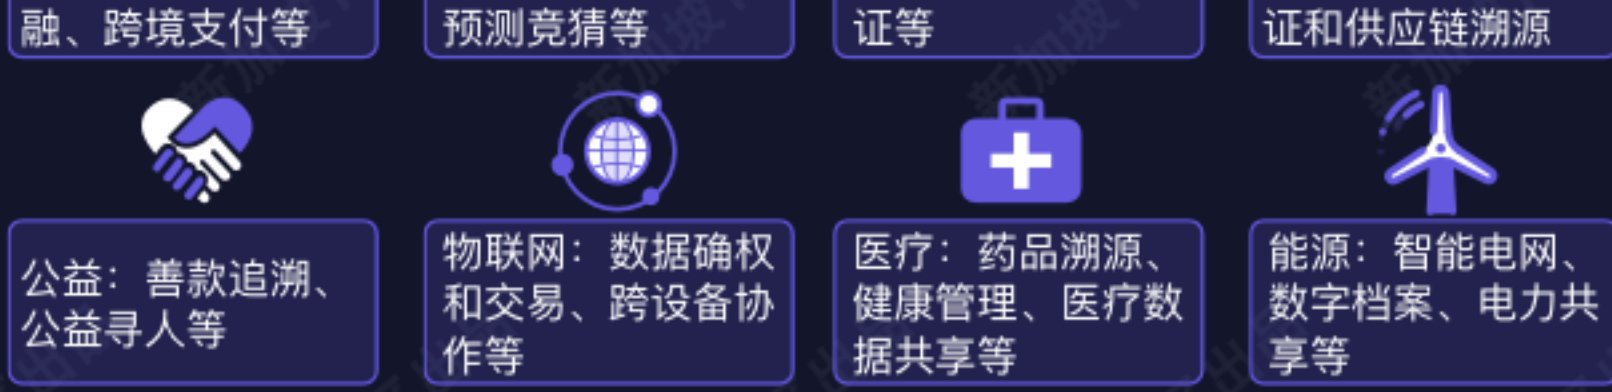 融、跨境支付等
预测竞猜等
证等
证和供应链溯源
公益：善款追溯、
公益寻人等
物联网：数据确权
和交易、跨设备协
作等
医疗：药品溯源、
健康管理、医疗数
据共享等
能源：智能电网、
数字档案、电力共
享等